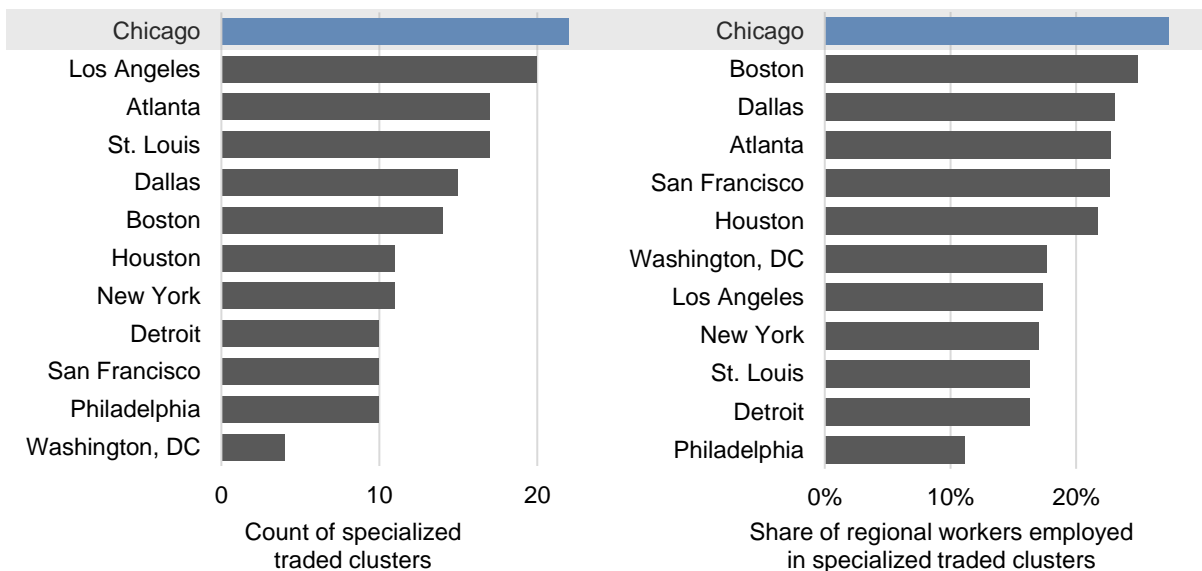 Chicago
Los Angeles
Atlanta
St. Louis
Dallas
Boston
Houston
New York
Detroit
San Francisco
Philadelphia
Washington, DC
0 10 20
Count of specialized
traded clusters
Chicago
Boston
Dallas
Atlanta
San Francisco
Houston
Washington, DC
Los Angeles
New York
St. Louis
Detroit
Philadelphia
0% 10% 20%
Share of regional workers employed
in specialized traded clusters